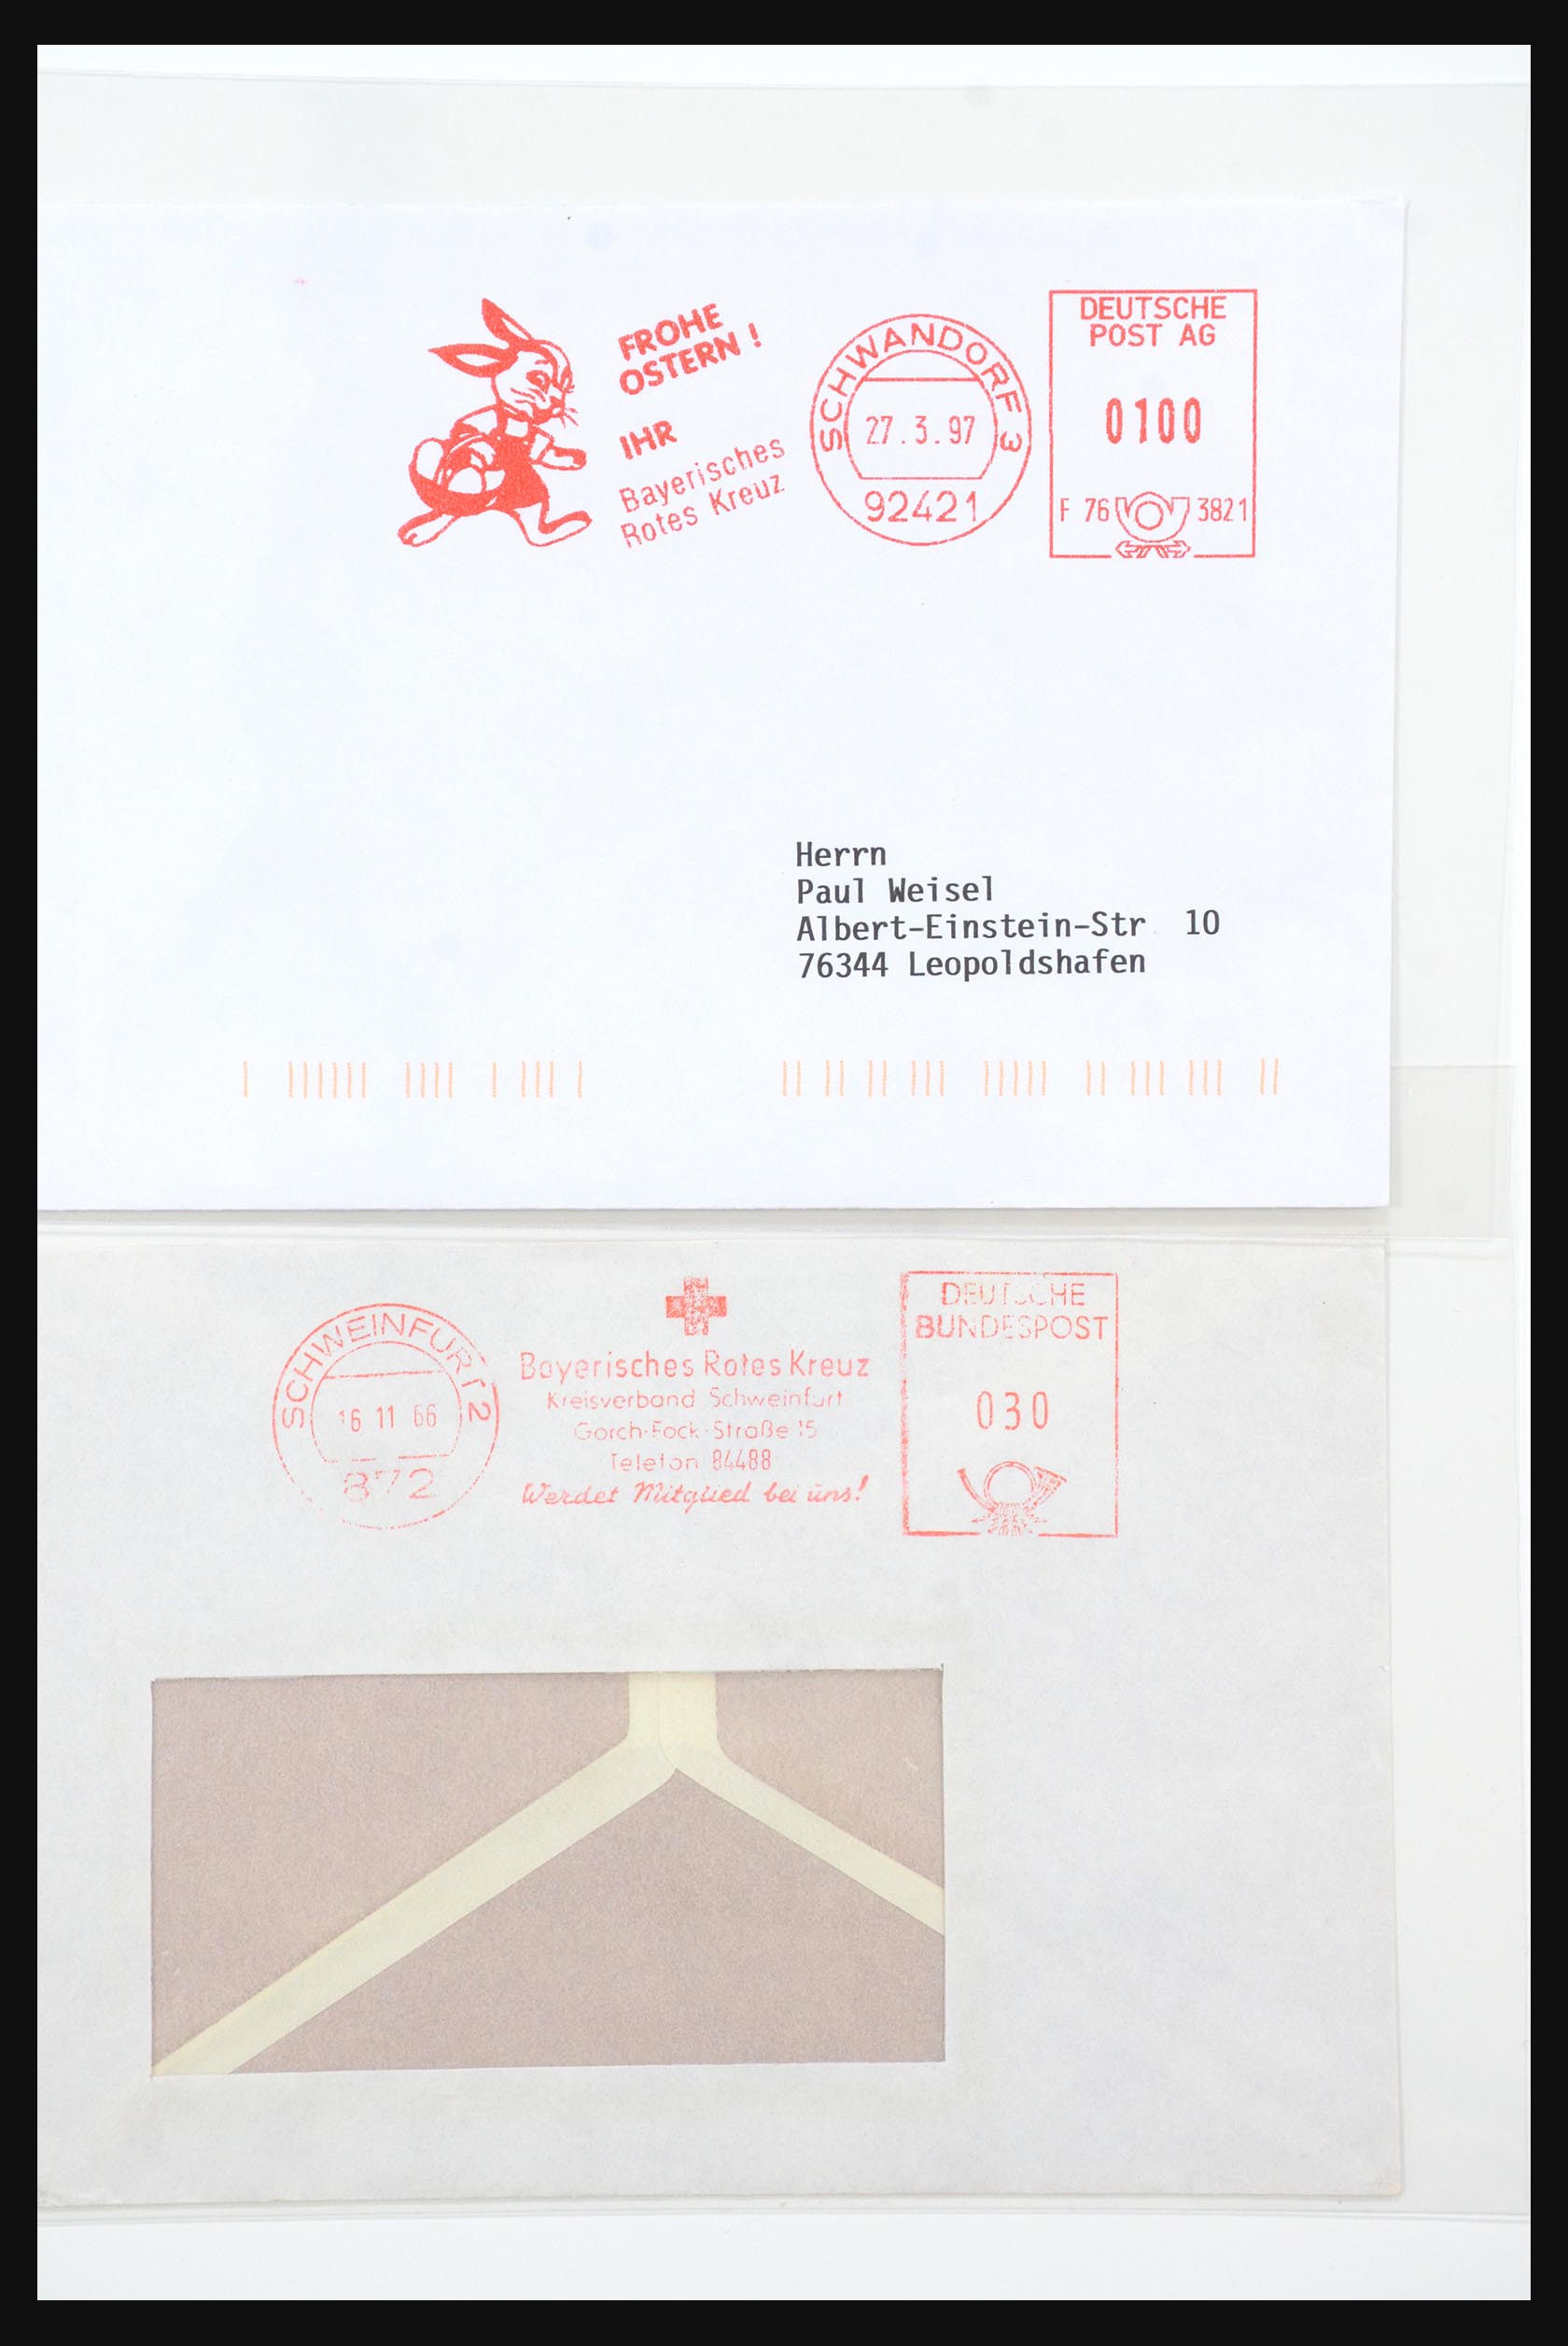 FROHE
OSTERN !
IHR
Bayerisches
Rotes Kreuz
SCHWANDORF 3
27.3.97
92421
DEUTSCHE
POST AG
0100
F 76 3821
Herrn
Paul Weisel
Albert-Einstein-Str 10
76344 Leopoldshafen
SCHWEINFURT 2
16 11 66
872
Bayerisches Rotes Kreuz
Kreisverband Schweinfurt
Gorch-Fock-Straße 15
Telefon 84488
Werdet Mitglied bei uns!
DEUTSCHE
BUNDESPOST
030